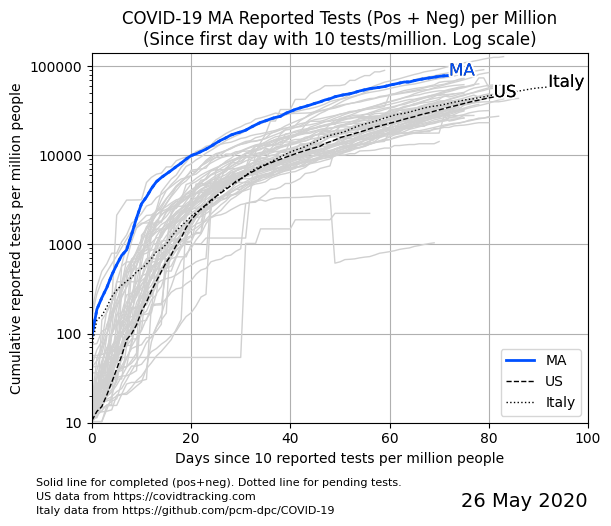 COVID-19 MA Reported Tests (Pos + Neg) per Million
(Since first day with 10 tests/million. Log scale)
Cumulative reported tests per million people
100000
10000
1000
100
10
MA
US
Italy
MA
US
Italy
0
20
40
60
80
100
Days since 10 reported tests per million people
Solid line for completed (pos+neg). Dotted line for pending tests.
US data from https://covidtracking.com
Italy data from https://github.com/pcm-dpc/COVID-19
26 May 2020